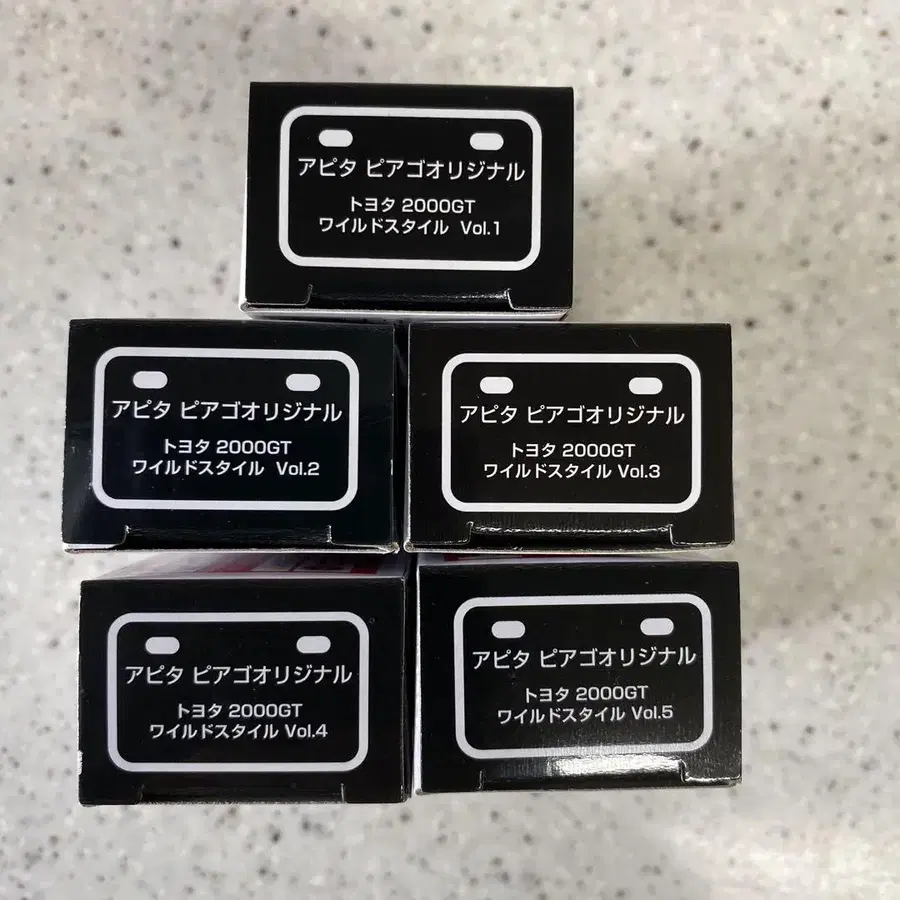 アピタ ピアゴオリジナル
トヨタ 2000GT
ワイルドスタイル Vol.1
アピタ ピアゴオリジナル
トヨタ 2000GT
ワイルドスタイル Vol.2
アピタ ピアゴオリジナル
トヨタ 2000GT
ワイルドスタイル Vol.3
アピタ ピアゴオリジナル
トヨタ 2000GT
ワイルドスタイル Vol.4
アピタ ピアゴオリジナル
トヨタ 2000GT
ワイルドスタイル Vol.5